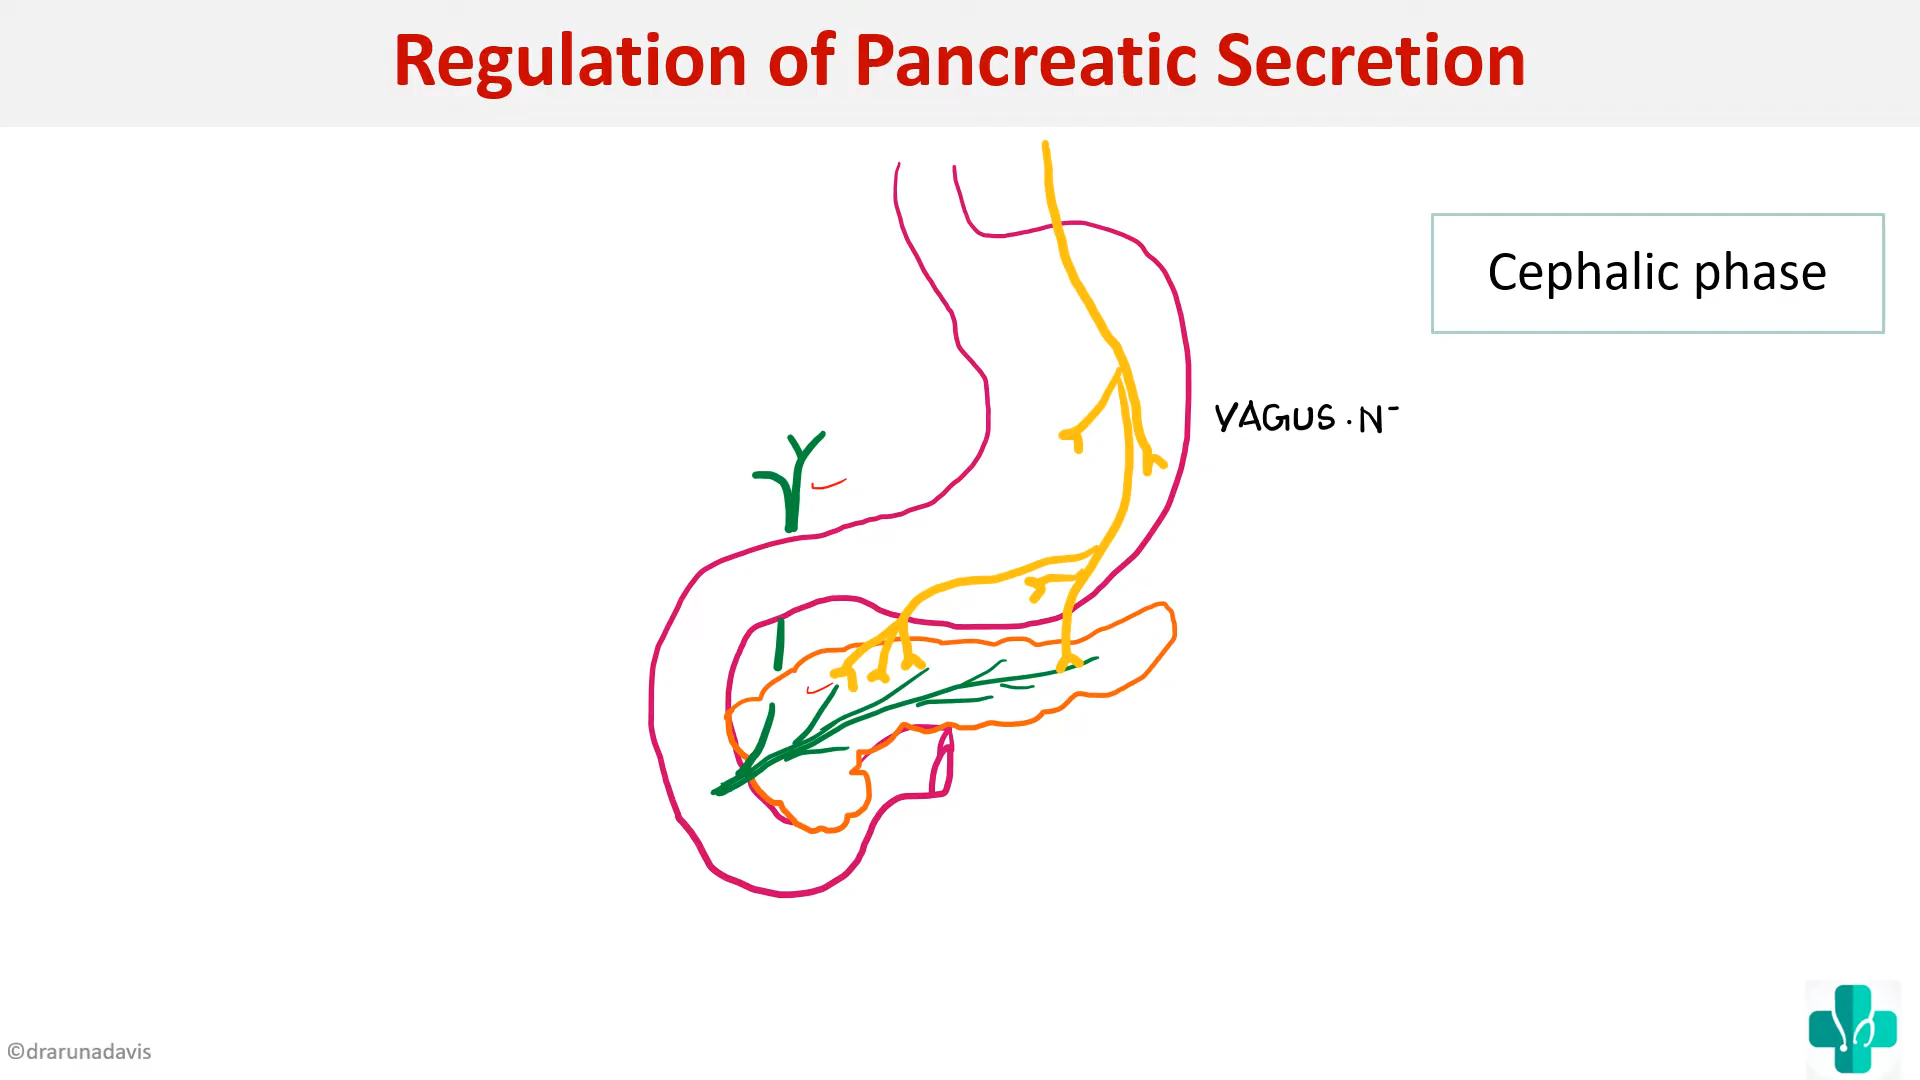 Regulation of Pancreatic Secretion
Cephalic phase
VAGUS . N-
©drarunadavis